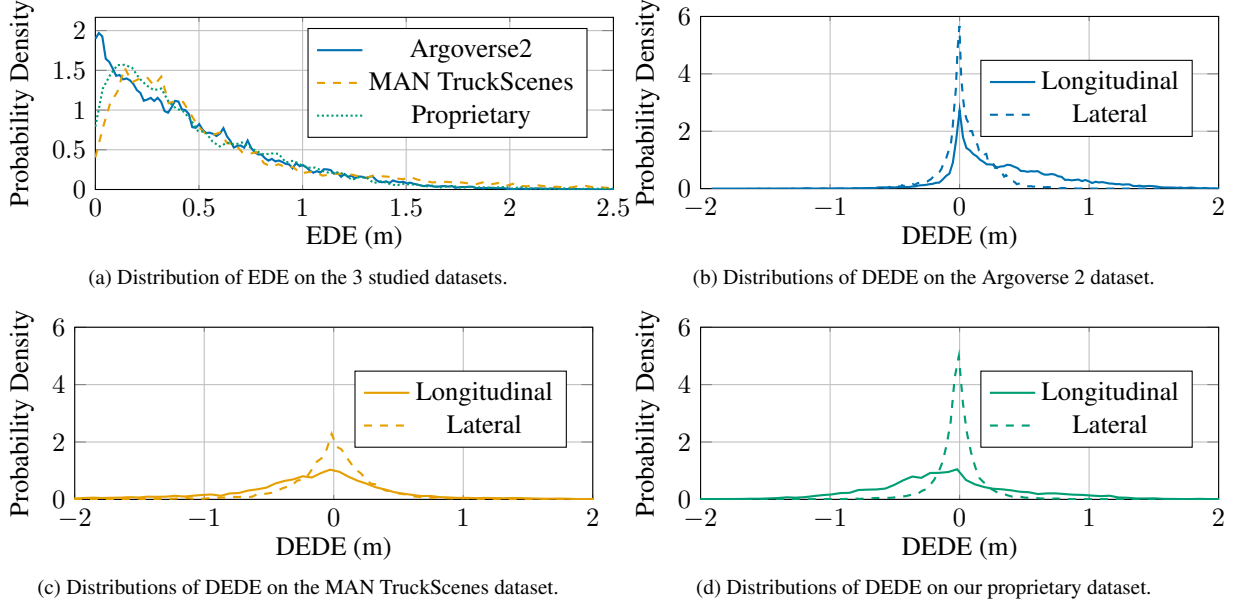 Probability Density
2
1.5
1
0.5
0
Argoverse2
MAN TruckScenes
Proprietary
0
0.5
1
1.5
2
2.5
EDE (m)
(a) Distribution of EDE on the 3 studied datasets.
Probability Density
6
4
2
0
Longitudinal
Lateral
−2
−1
0
1
2
DEDE (m)
(b) Distributions of DEDE on the Argoverse 2 dataset.
Probability Density
6
4
2
0
Longitudinal
Lateral
−2
−1
0
1
2
DEDE (m)
(c) Distributions of DEDE on the MAN TruckScenes dataset.
Probability Density
6
4
2
0
Longitudinal
Lateral
−2
−1
0
1
2
DEDE (m)
(d) Distributions of DEDE on our proprietary dataset.